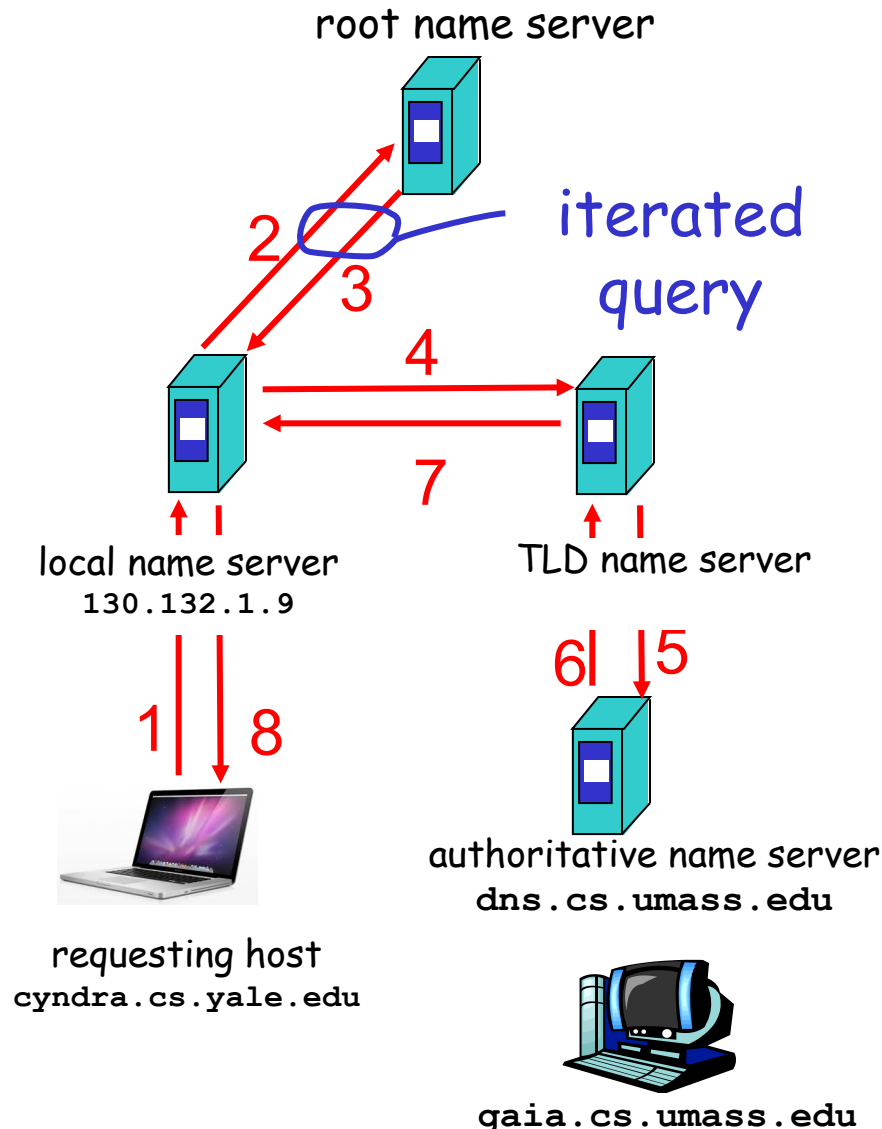 root name server
iterated
query
2
3
4
7
local name server
130.132.1.9
TLD name server
1
8
6
5
authoritative name server
dns.cs.umass.edu
requesting host
cyndra.cs.yale.edu
gaia.cs.umass.edu